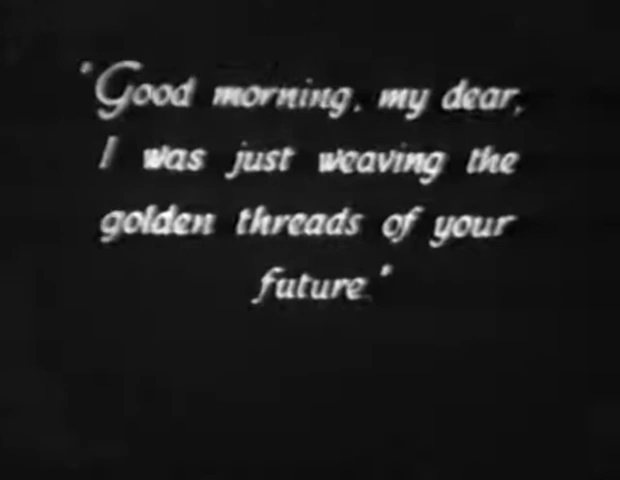 "Good morning, my dear,
I was just weaving the
golden threads of your
future."